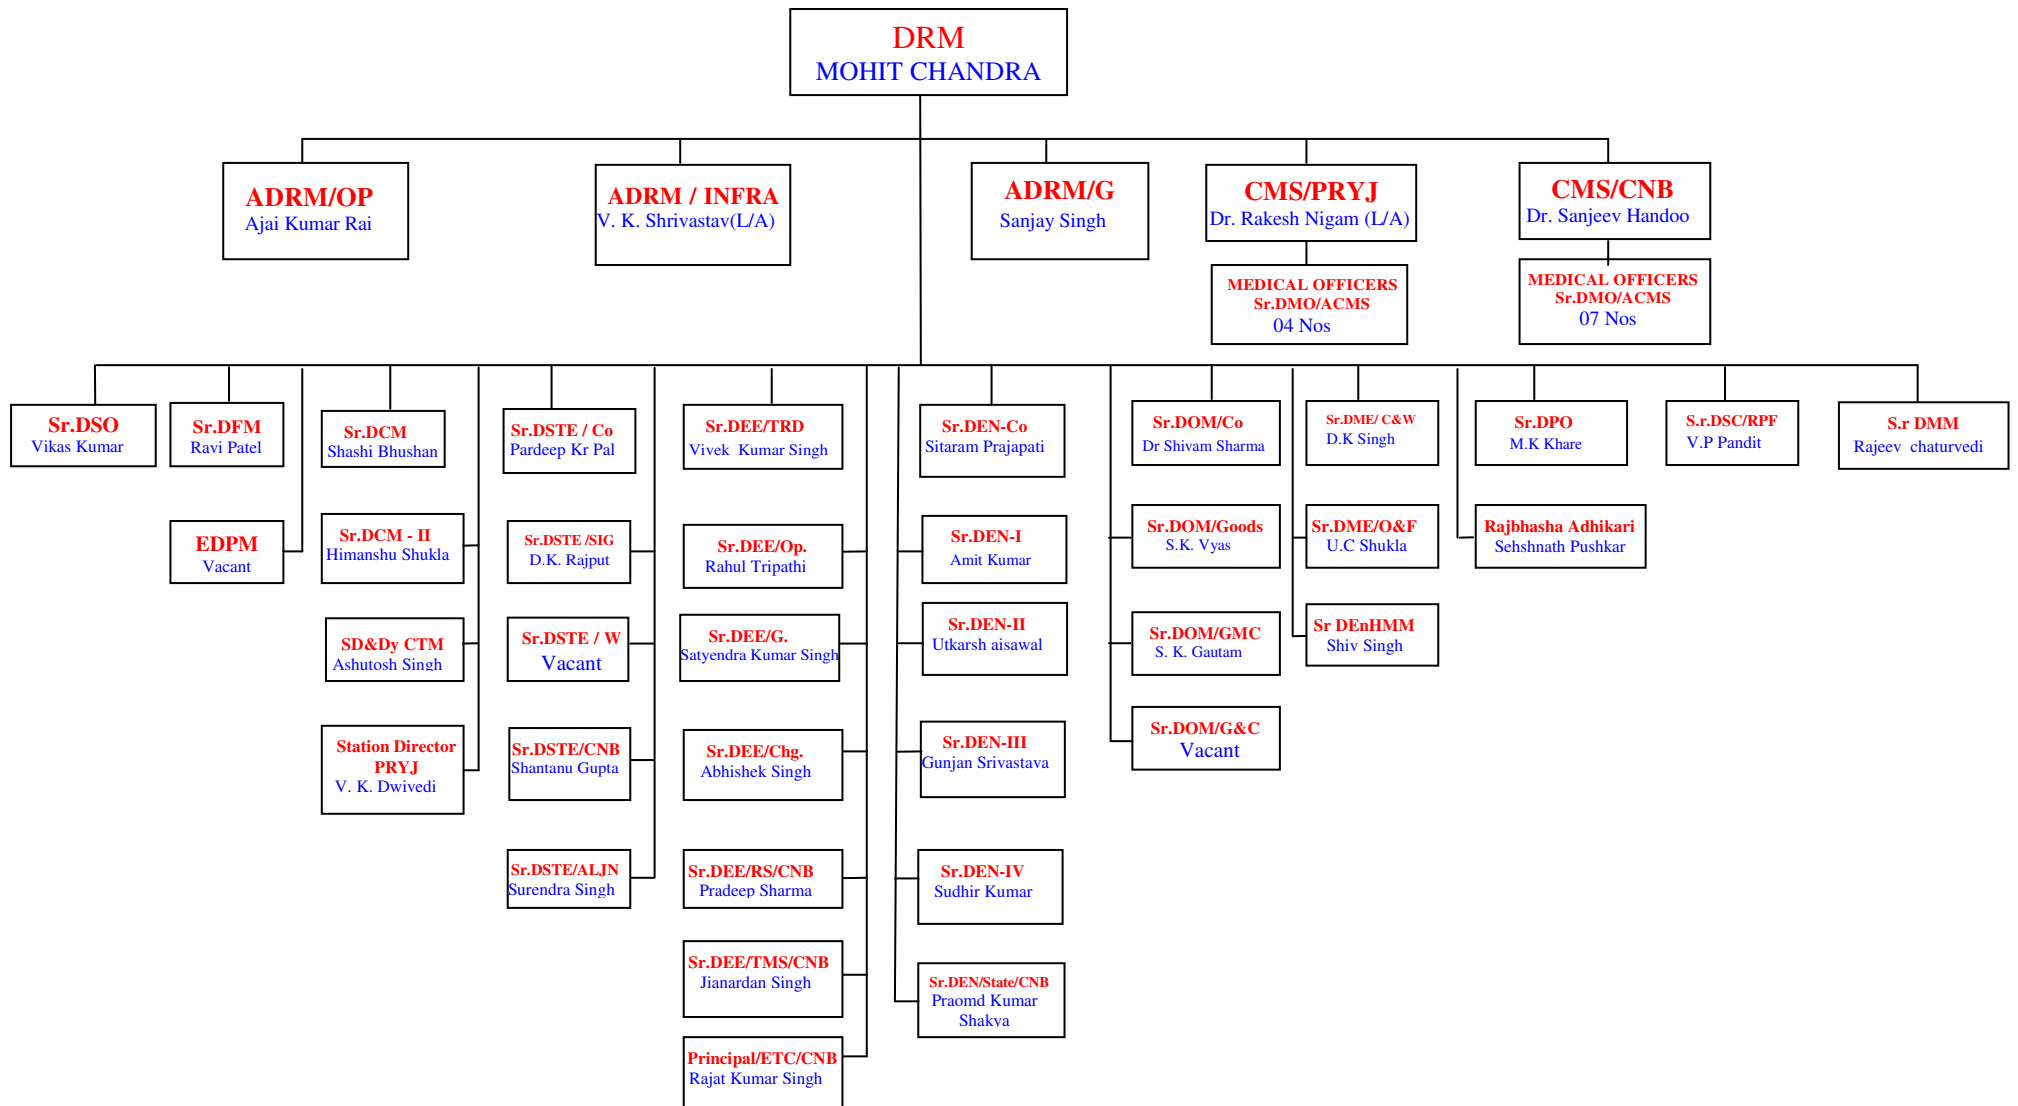 DRM
MOHIT CHANDRA
ADRM/OP
Ajai Kumar Rai
ADRM / INFRA
V. K. Shrivastav(L/A)
ADRM/G
Sanjay Singh
CMS/PRYJ
Dr. Rakesh Nigam (L/A)
CMS/CNB
Dr. Sanjeev Handoo
MEDICAL OFFICERS
Sr.DMO/ACMS
04 Nos
MEDICAL OFFICERS
Sr.DMO/ACMS
07 Nos
Sr.DSO
Vikas Kumar
Sr.DFM
Ravi Patel
Sr.DCM
Shashi Bhushan
Sr.DSTE / Co
Pardeep Kr Pal
Sr.DEE/TRD
Vivek Kumar Singh
Sr.DEN-Co
Sitaram Prajapati
Sr.DOM/Co
Dr Shivam Sharma
Sr.DME/ C&W
D.K Singh
Sr.DPO
M.K Khare
S.r.DSC/RPF
V.P Pandit
S.r DMM
Rajeev chaturvedi
EDPM
Vacant
Sr.DCM - II
Himanshu Shukla
Sr.DSTE /SIG
D.K. Rajput
Sr.DEE/Op.
Rahul Tripathi
Sr.DEN-I
Amit Kumar
Sr.DOM/Goods
S.K. Vyas
Sr.DME/O&F
U.C Shukla
Rajbhasha Adhikari
Sehshnath Pushkar
SD&Dy CTM
Ashutosh Singh
Sr.DSTE / W
Vacant
Sr.DEE/G.
Satyendra Kumar Singh
Sr.DEN-II
Utkarsh aisawal
Sr.DOM/GMC
S. K. Gautam
Sr DEnHMM
Shiv Singh
Station Director
PRYJ
V. K. Dwivedi
Sr.DSTE/CNB
Shantanu Gupta
Sr.DEE/Chg.
Abhishek Singh
Sr.DEN-III
Gunjan Srivastava
Sr.DOM/G&C
Vacant
Sr.DSTE/ALJN
Surendra Singh
Sr.DEE/RS/CNB
Pradeep Sharma
Sr.DEN-IV
Sudhir Kumar
Sr.DEE/TMS/CNB
Jianardan Singh
Sr.DEN/State/CNB
Praomd Kumar
Shakya
Principal/ETC/CNB
Rajat Kumar Singh